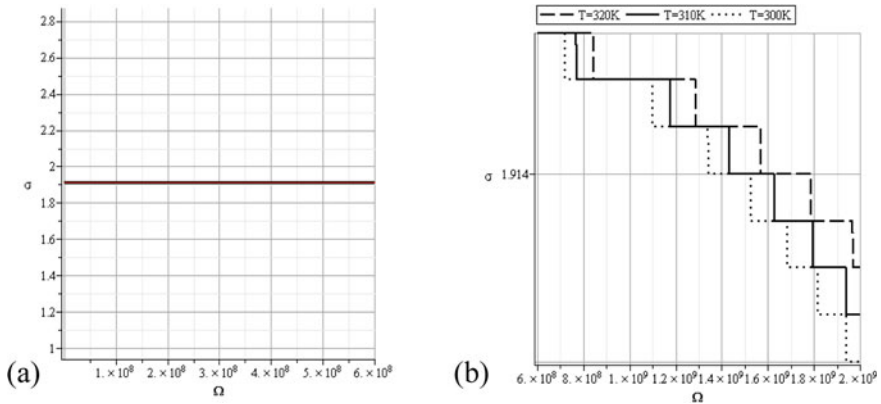 T=320K T=310K T=300K
2.8
2.6
2.4
2.2
2
1.8
1.6
1.4
1.2
1
σ
1.×10⁸ 2.×10⁸ 3.×10⁸ 4.×10⁸ 5.×10⁸ 6.×10⁸
Ω
(a)
σ 1.914
6.×10⁸ 8.×10⁸ 1.×10⁹ 1.2×10⁹ 1.4×10⁹ 1.6×10⁹ 1.8×10⁹ 2.×10⁹
Ω
(b)